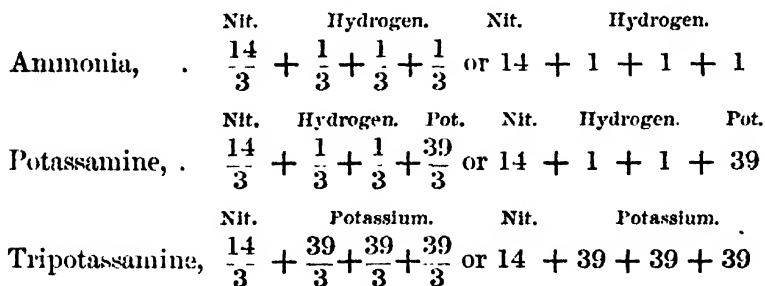 Nit. Hydrogen. Nit. Hydrogen.
Ammonia, . 14/3 + 1/3 + 1/3 + 1/3 or 14 + 1 + 1 + 1
Nit. Hydrogen. Pot. Nit. Hydrogen. Pot.
Potassamine, . 14/3 + 1/3 + 1/3 + 39/3 or 14 + 1 + 1 + 39
Nit. Potassium. Nit. Potassium.
Tripotassamine, 14/3 + 39/3 + 39/3 + 39/3 or 14 + 39 + 39 + 39